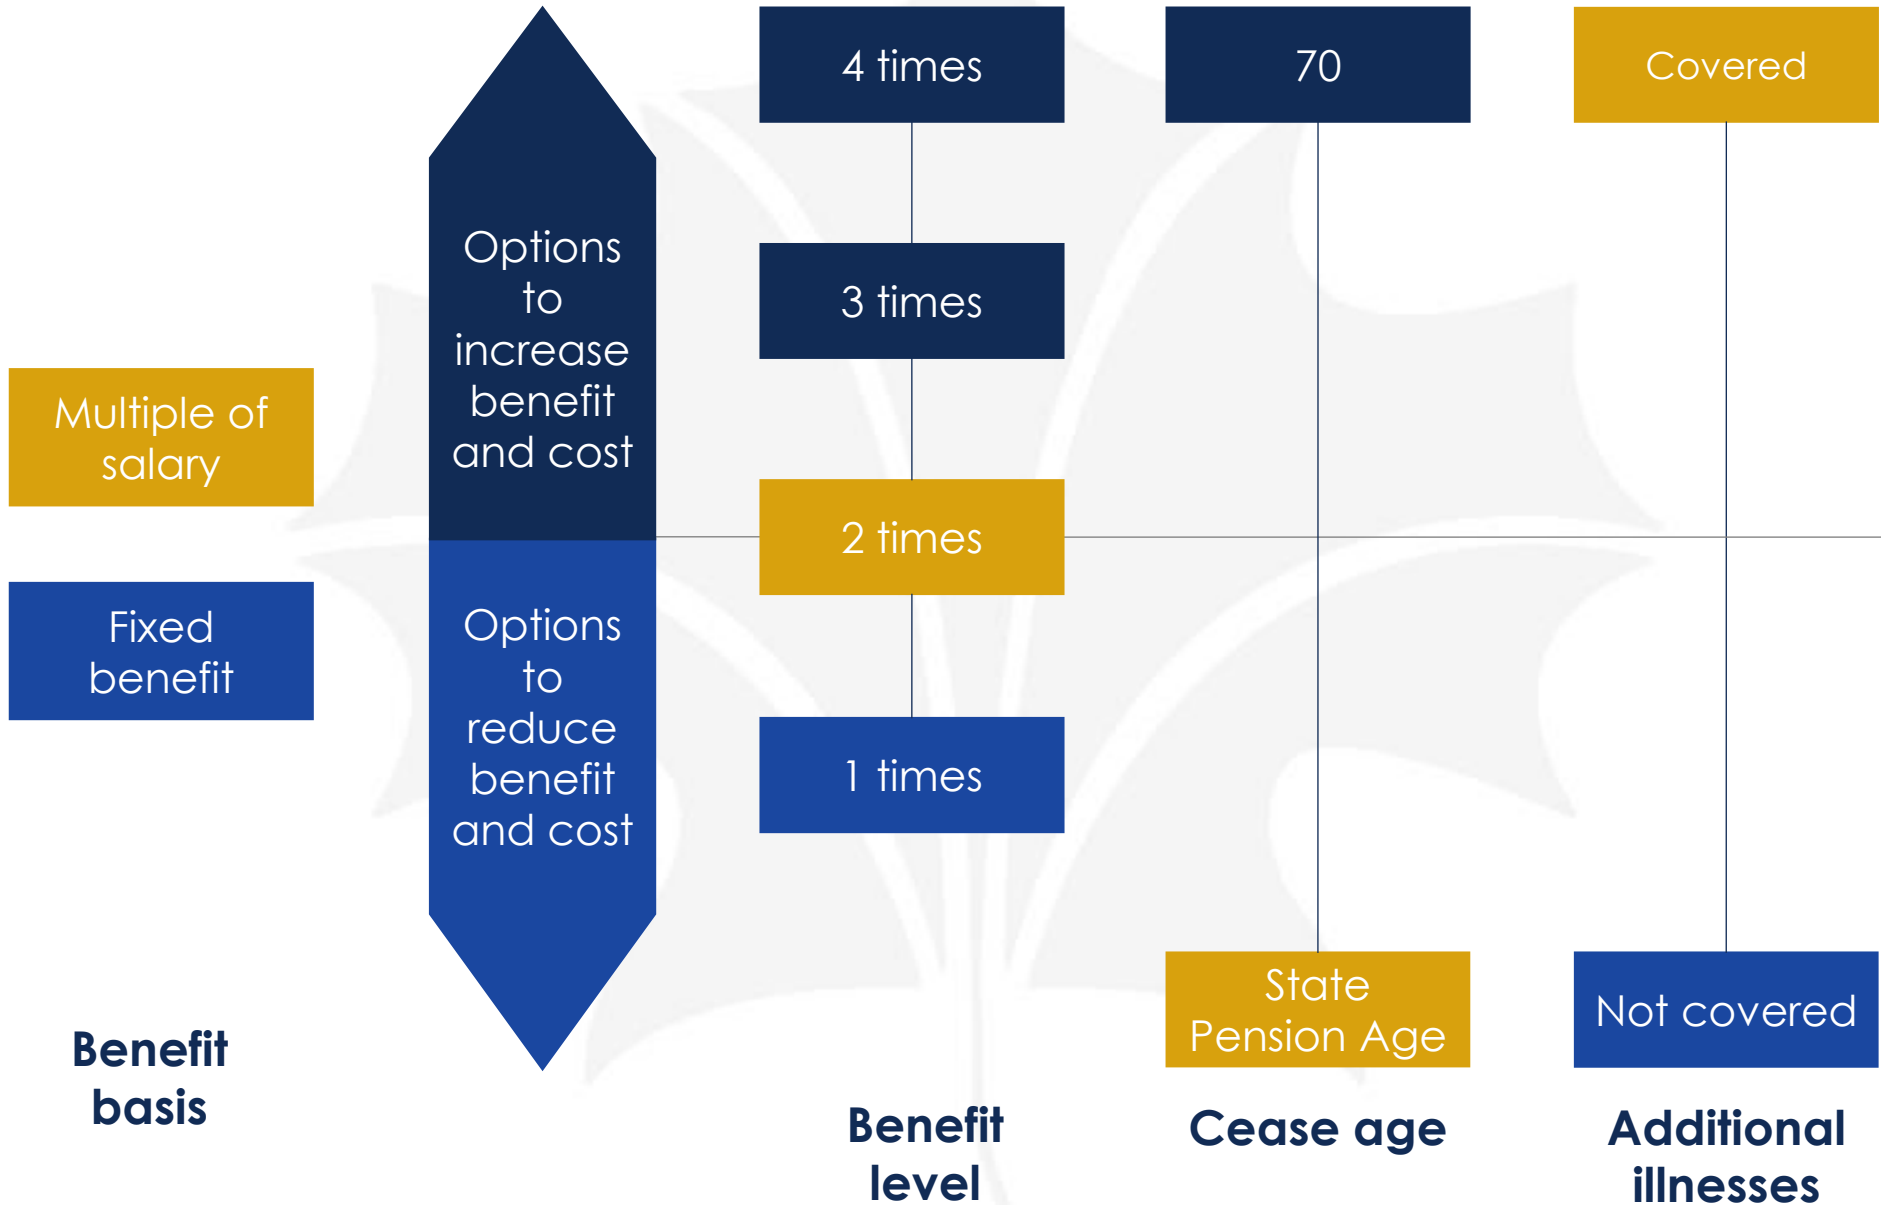 Multiple of
salary
Fixed
benefit
Benefit
basis
Options
to
increase
benefit
and cost
Options
to
reduce
benefit
and cost
4 times
3 times
2 times
1 times
Benefit
level
70
State
Pension Age
Cease age
Covered
Not covered
Additional
illnesses